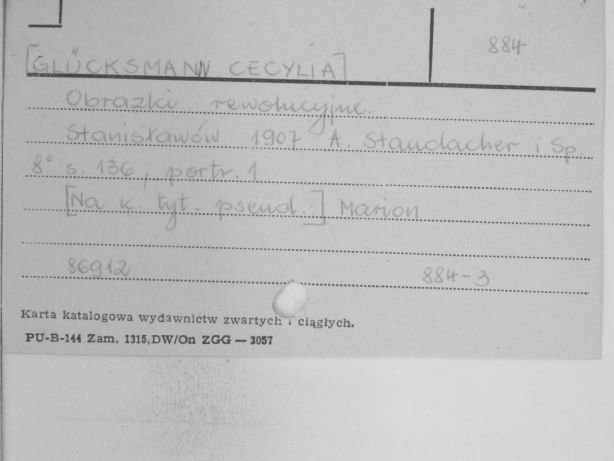 884
[GLÜCKSMANN CECYLIA]
Obrazki rewolucyjne.
Stanisławów 1907 A. Staudacher i Sp.
8° s. 136, portr. 1
[Na k. tyt. pseud.:] Marion
86912 884-3
Karta katalogowa wydawnictw zwartych i ciągłych.
PU-B-144 Zam. 1315,DW/On ZGG — 3057